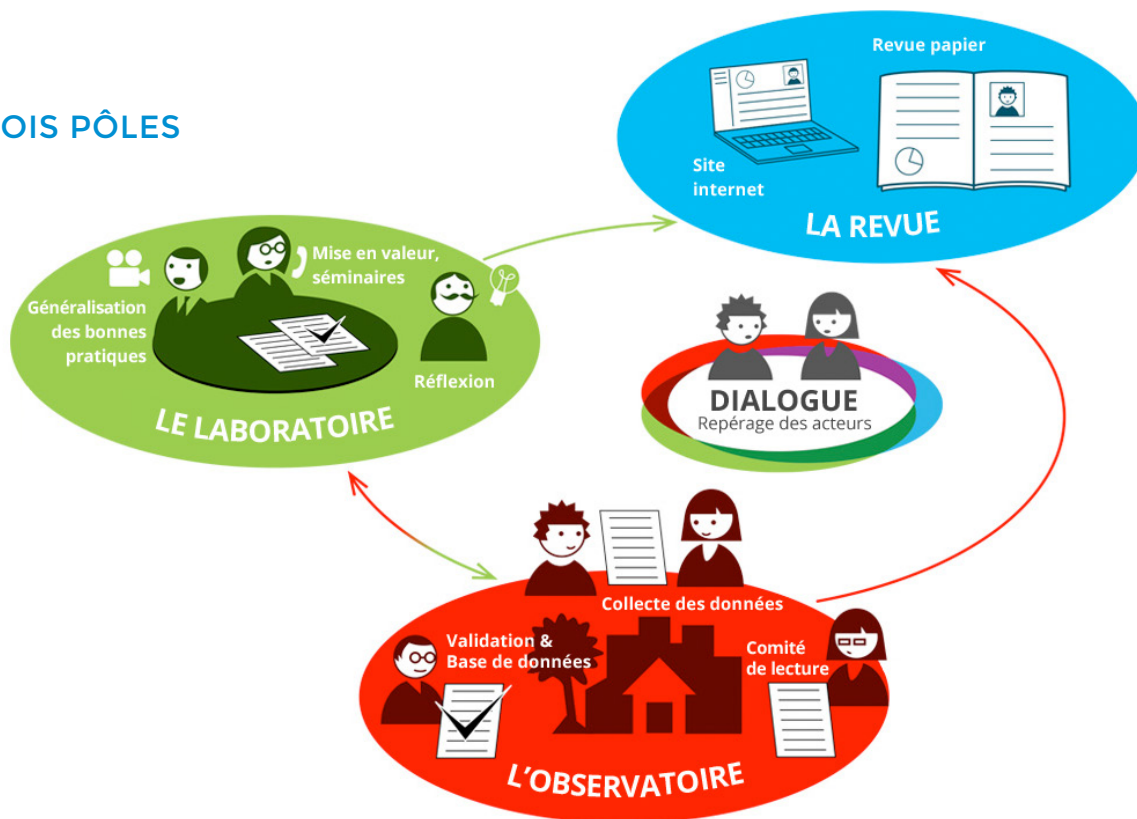 OIS PÔLES
Revue papier
Site
internet
LA REVUE
Mise en valeur,
séminaires
Généralisation
des bonnes
pratiques
Réflexion
LE LABORATOIRE
DIALOGUE
Repérage des acteurs
Collecte des données
Validation &
Base de données
Comité
de lecture
L'OBSERVATOIRE